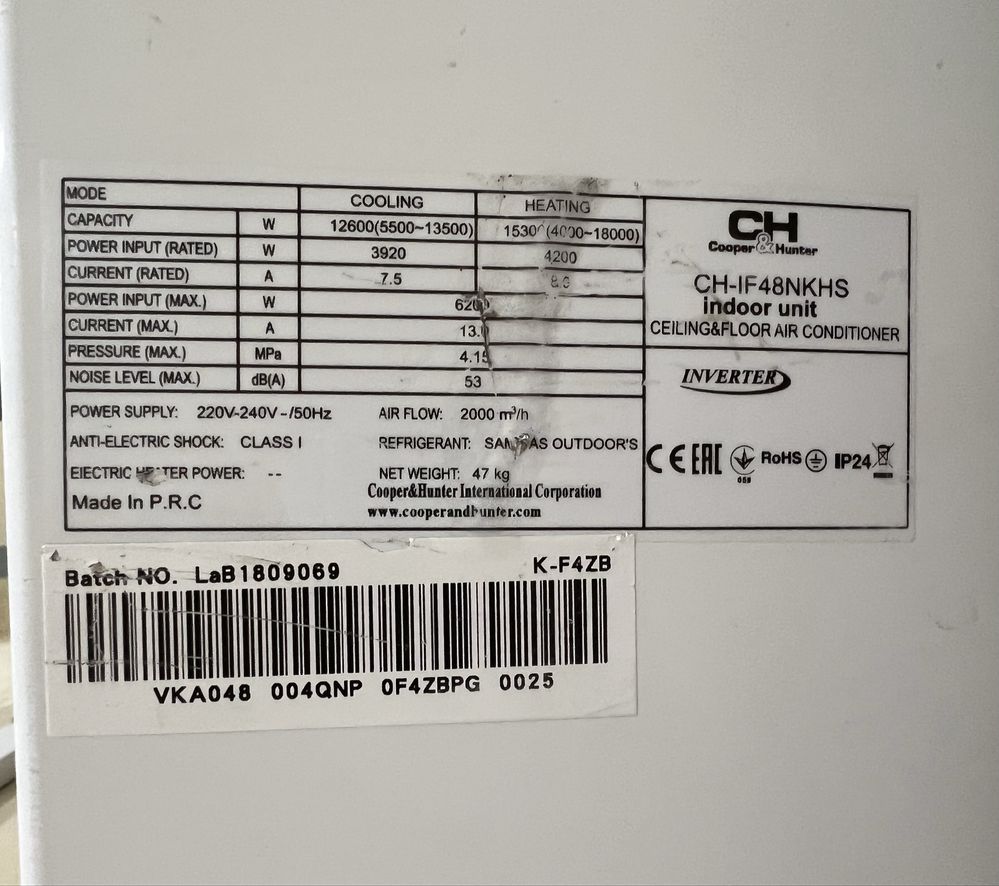 MODE COOLING HEATING
CAPACITY W 12600(5500~13500) (4000~18000)
POWER INPUT (RATED) W 3920 4200
CURRENT (RATED) A 7.5
POWER INPUT (MAX.) W 6200
CURRENT (MAX.) A
PRESSURE (MAX.) MPa 4.15
NOISE LEVEL (MAX.) dB(A) 53
POWER SUPPLY: 220V-240V ~/50Hz AIR FLOW: 2000 m³/h
ANTI-ELECTRIC SHOCK: CLASS I REFRIGERANT: OUTDOOR'S
ELECTRIC HEATER POWER: -- NET WEIGHT: 47 kg
Made In P.R.C Cooper&Hunter International Corporation
www.cooperandhunter.com
CH
Cooper&Hunter
CH-IF48NKHS
indoor unit
CEILING&FLOOR AIR CONDITIONER
INVERTER
CE EAC RoHS IP24
Batch NO. LaB1809069 K-F4ZB
VKA048 004QNP 0F4ZBPG 0025